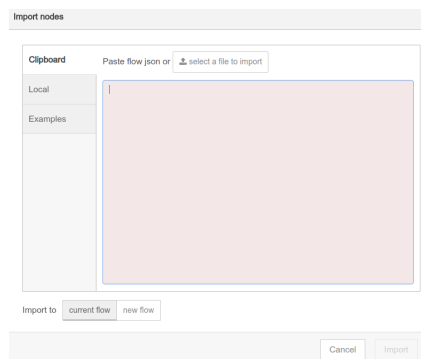 Import nodes
Clipboard
Paste flow json or select a file to import
Local
Examples
Import to current flow new flow
Cancel Import